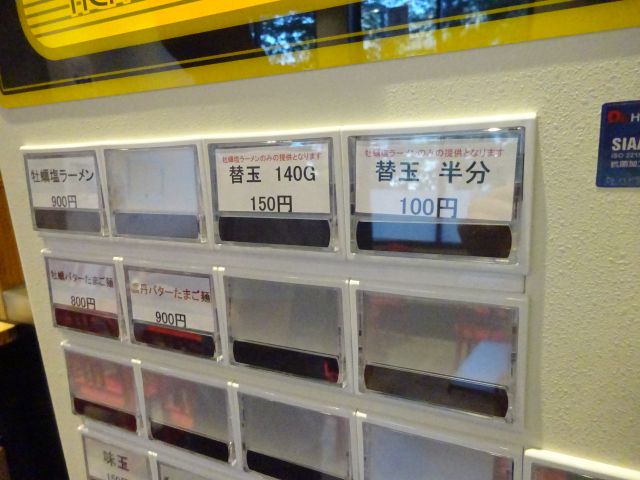 牡蠣塩ラーメン
900円
牡蠣塩ラーメンのみの提供となります
替玉 140G
150円
牡蠣塩ラーメンのみの提供となります
替玉 半分
100円
牡蠣バターたまご麺
800円
雲丹バターたまご麺
900円
味玉
SIAA